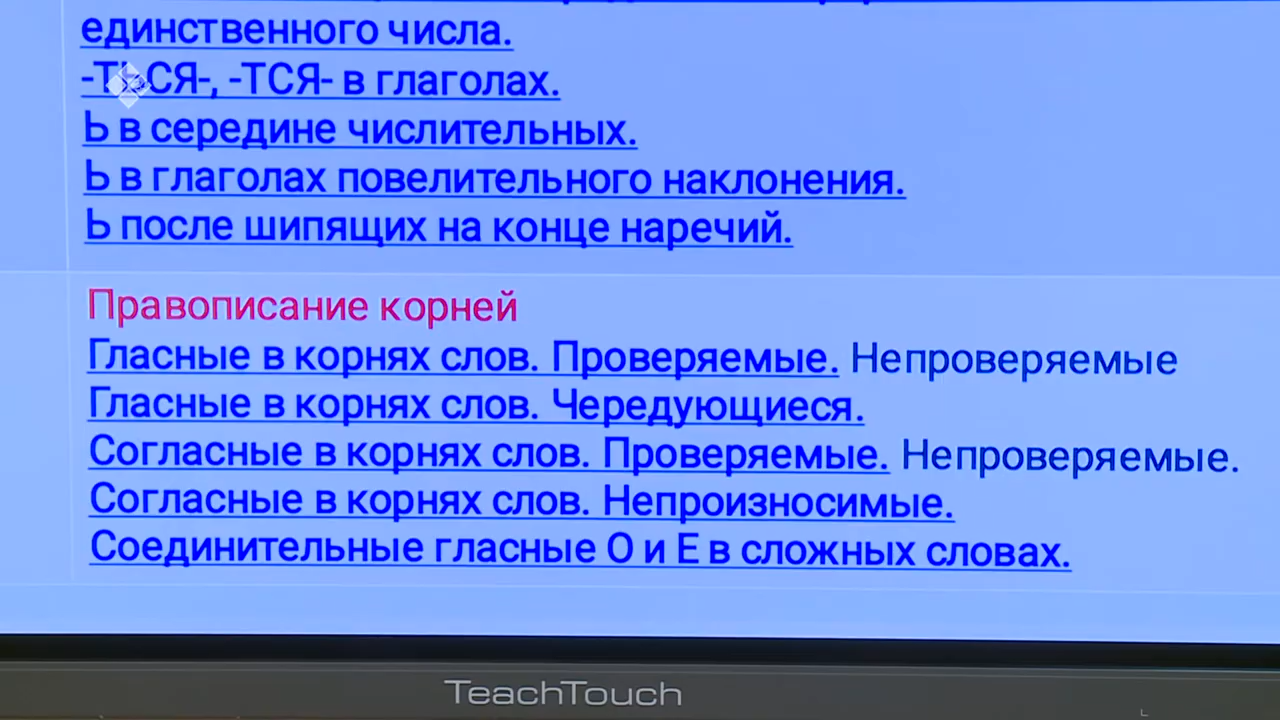 единственного числа.
-ТЬСЯ-, -ТСЯ- в глаголах.
Ь в середине числительных.
Ь в глаголах повелительного наклонения.
Ь после шипящих на конце наречий.
Правописание корней
Гласные в корнях слов. Проверяемые. Непроверяемые
Гласные в корнях слов. Чередующиеся.
Согласные в корнях слов. Проверяемые. Непроверяемые.
Согласные в корнях слов. Непроизносимые.
Соединительные гласные О и Е в сложных словах.
TeachTouch